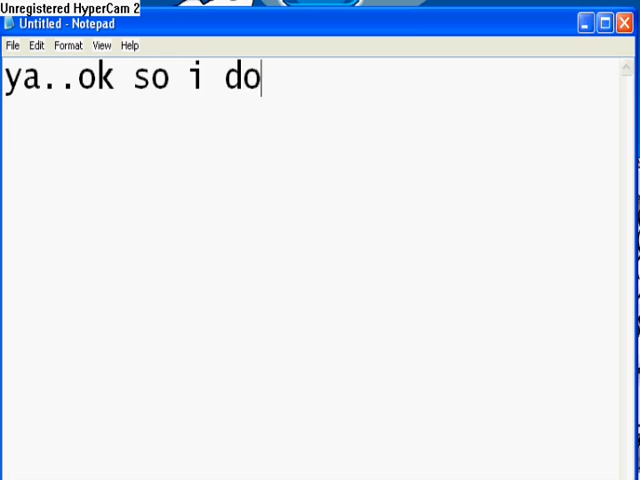 Unregistered HyperCam 2
Untitled - Notepad
File Edit Format View Help
ya..ok so i do